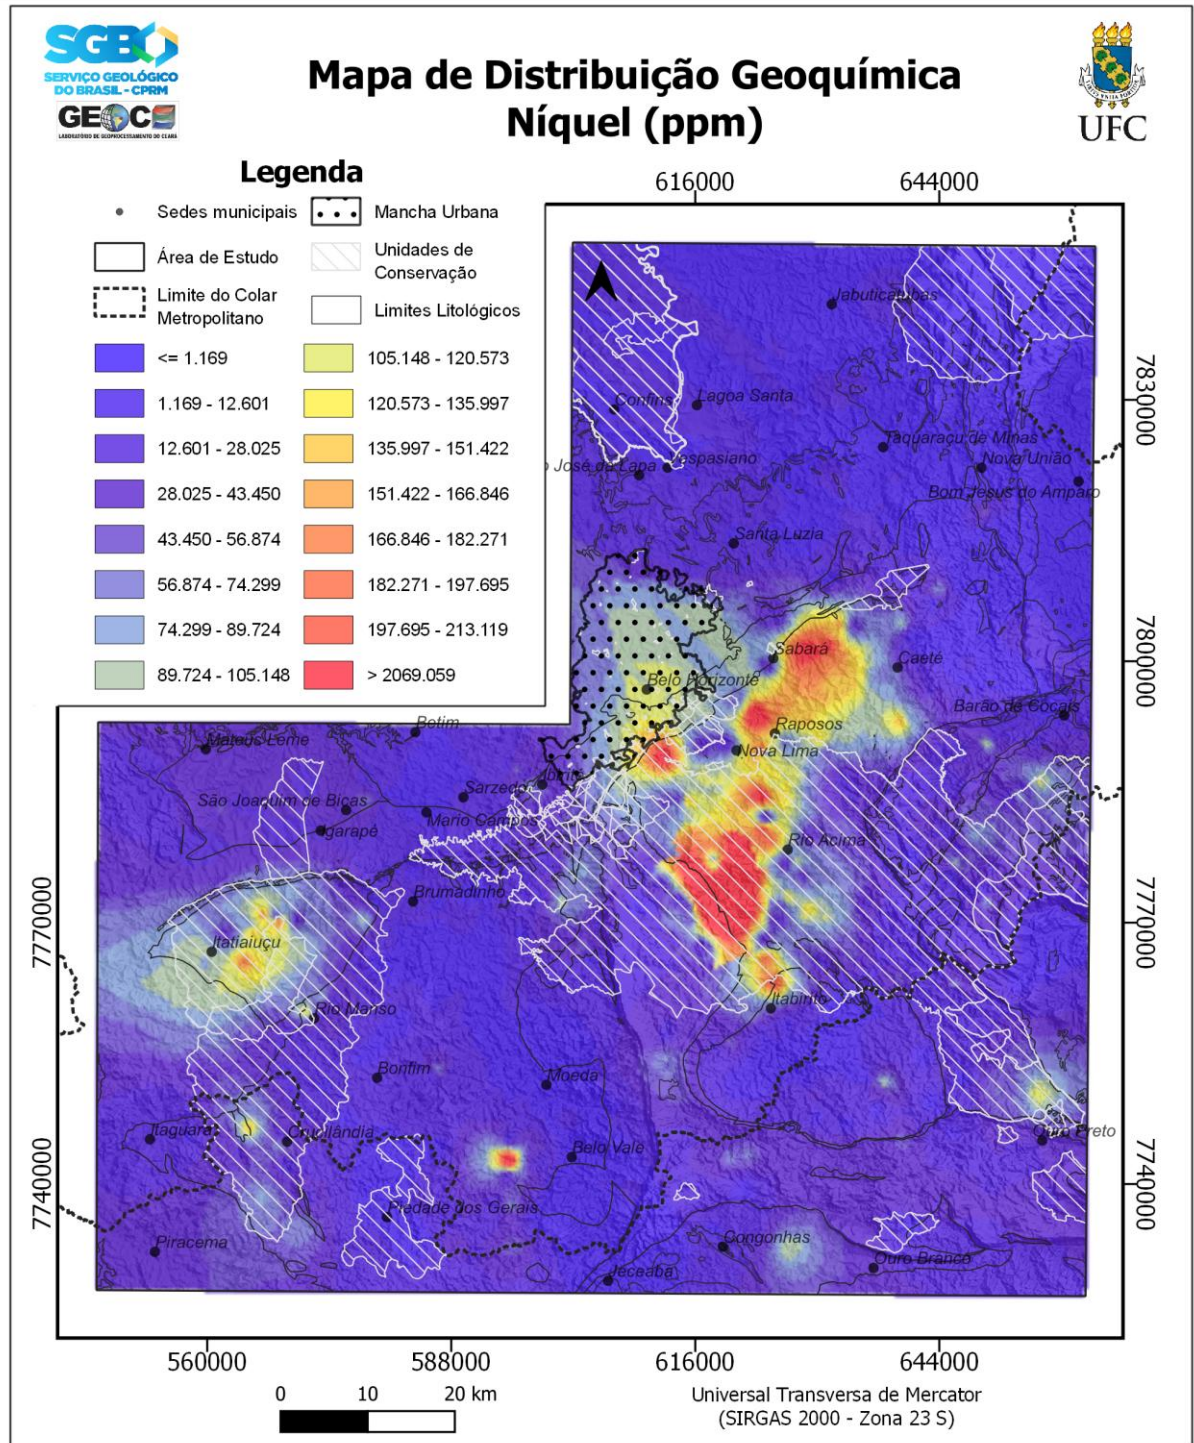 SGB
SERVIÇO GEOLÓGICO
DO BRASIL - CPRM
GEOCE
LABORATÓRIO DE GEOPROCESSAMENTO DO CEARÁ
Mapa de Distribuição Geoquímica
Níquel (ppm)
UFC
Legenda
Sedes municipais
Mancha Urbana
Área de Estudo
Unidades de
Conservação
Limite do Colar
Metropolitano
Limites Litológicos
<= 1.169
105.148 - 120.573
1.169 - 12.601
120.573 - 135.997
12.601 - 28.025
135.997 - 151.422
28.025 - 43.450
151.422 - 166.846
43.450 - 56.874
166.846 - 182.271
56.874 - 74.299
182.271 - 197.695
74.299 - 89.724
197.695 - 213.119
89.724 - 105.148
> 2069.059
616000
644000
Jabuticatubas
Confins
Lagoa Santa
7830000
Taquaraçu de Minas
José da Lapa
Vespasiano
Nova União
Bom Jesus do Amparo
Santa Luzia
Sabará
Caeté
7800000
Belo Horizonte
Barão de Cocais
Raposos
Betim
Mateus Leme
Nova Lima
Ibirité
Sarzedo
São Joaquim de Bicas
Mario Campos
Igarapé
Rio Acima
Brumadinho
7770000
7770000
Itatiaiuçu
Itabirito
Rio Manso
Bonfim
Moeda
Itaguara
Crucilândia
Ouro Preto
Belo Vale
7740000
7740000
Piedade dos Gerais
Piracema
Congonhas
Ouro Branco
Jeceaba
560000
588000
616000
644000
0
10
20 km
Universal Transversa de Mercator
(SIRGAS 2000 - Zona 23 S)